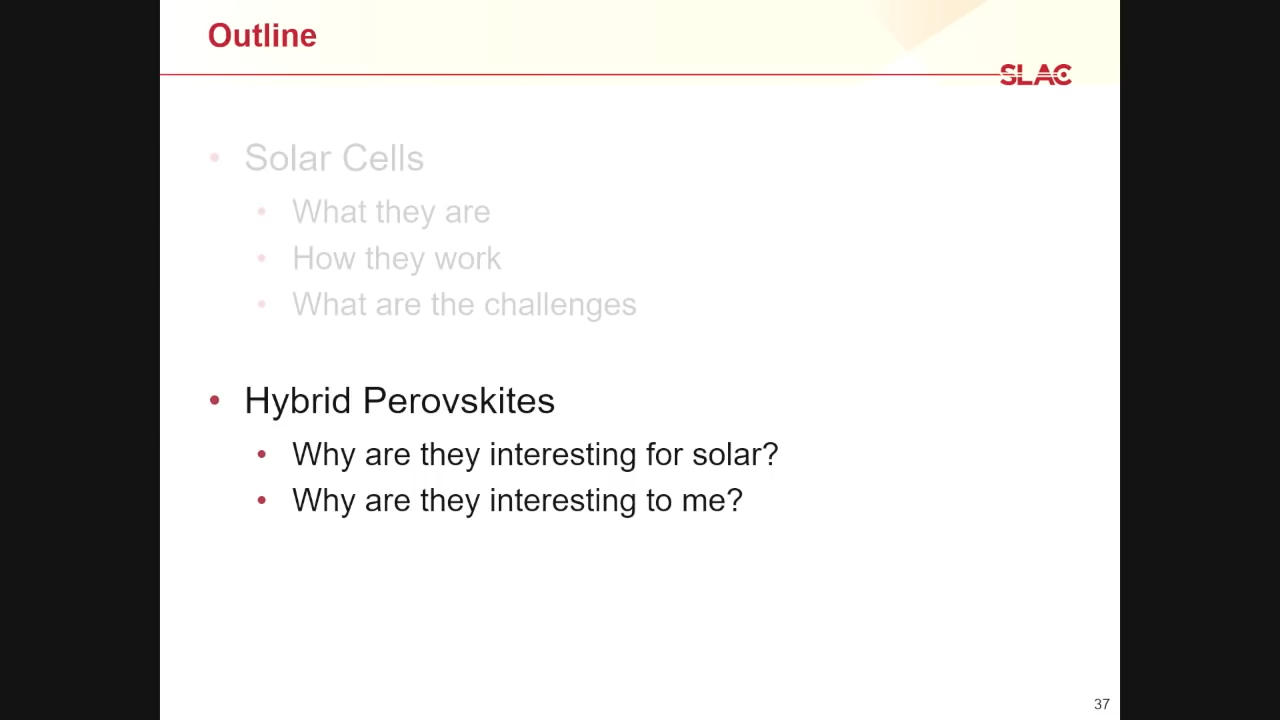 Outline
SLAC
• Solar Cells
• What they are
• How they work
• What are the challenges
• Hybrid Perovskites
• Why are they interesting for solar?
• Why are they interesting to me?
37